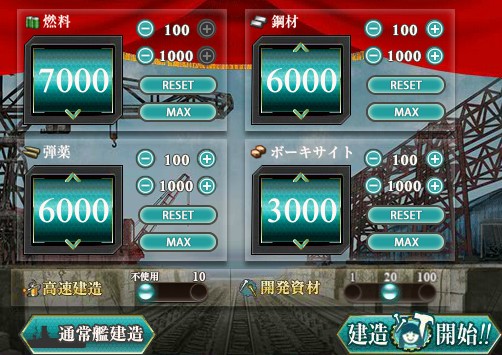 燃料
100
1000
7000
RESET
MAX
鋼材
100
1000
6000
RESET
MAX
弾薬
100
1000
6000
RESET
MAX
ボーキサイト
100
1000
3000
RESET
MAX
高速建造 不使用 10
開発資材 1 20 100
通常艦建造
建造 開始!!